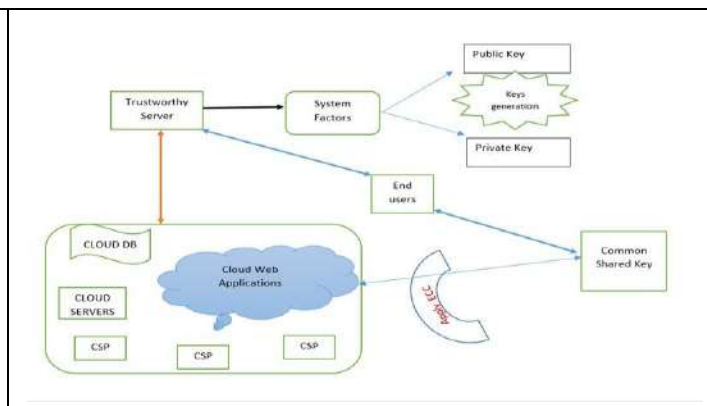 Public Key
Keys
generation
Private Key
Trustworthy
Server
System
Factors
End
users
Common
Shared Key
Apply ECC
CLOUD DB
Cloud Web
Applications
CLOUD
SERVERS
CSP
CSP
CSP